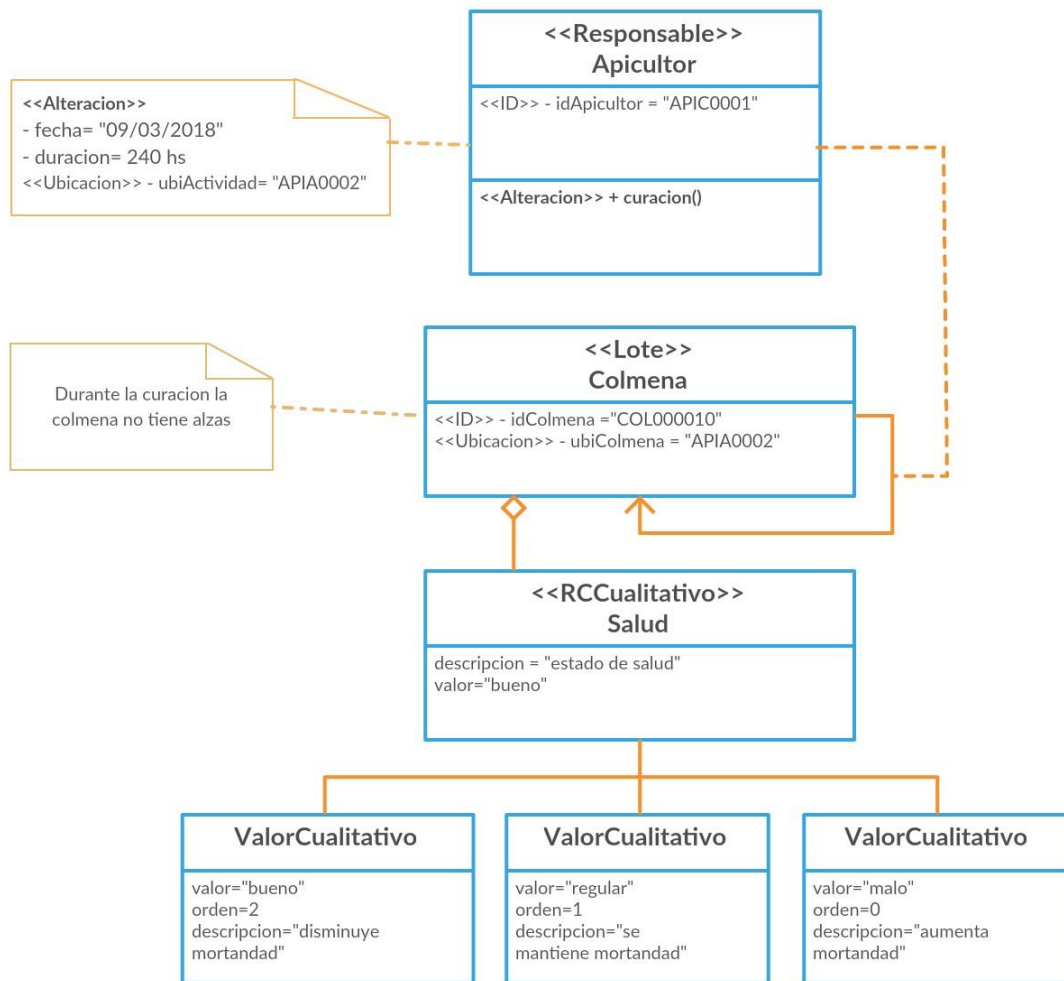 <<Responsable>>
Apicultor
<<ID>> - idApicultor = "APIC0001"
<<Alteracion>> + curacion()
<<Alteracion>>
- fecha= "09/03/2018"
- duracion= 240 hs
<<Ubicacion>> - ubiActividad= "APIA0002"
<<Lote>>
Colmena
<<ID>> - idColmena ="COL000010"
<<Ubicacion>> - ubiColmena = "APIA0002"
Durante la curacion la
colmena no tiene alzas
<<RCCualitativo>>
Salud
descripcion = "estado de salud"
valor="bueno"
ValorCualitativo
valor="bueno"
orden=2
descripcion="disminuye
mortandad"
ValorCualitativo
valor="regular"
orden=1
descripcion="se
mantiene mortandad"
ValorCualitativo
valor="malo"
orden=0
descripcion="aumenta
mortandad"